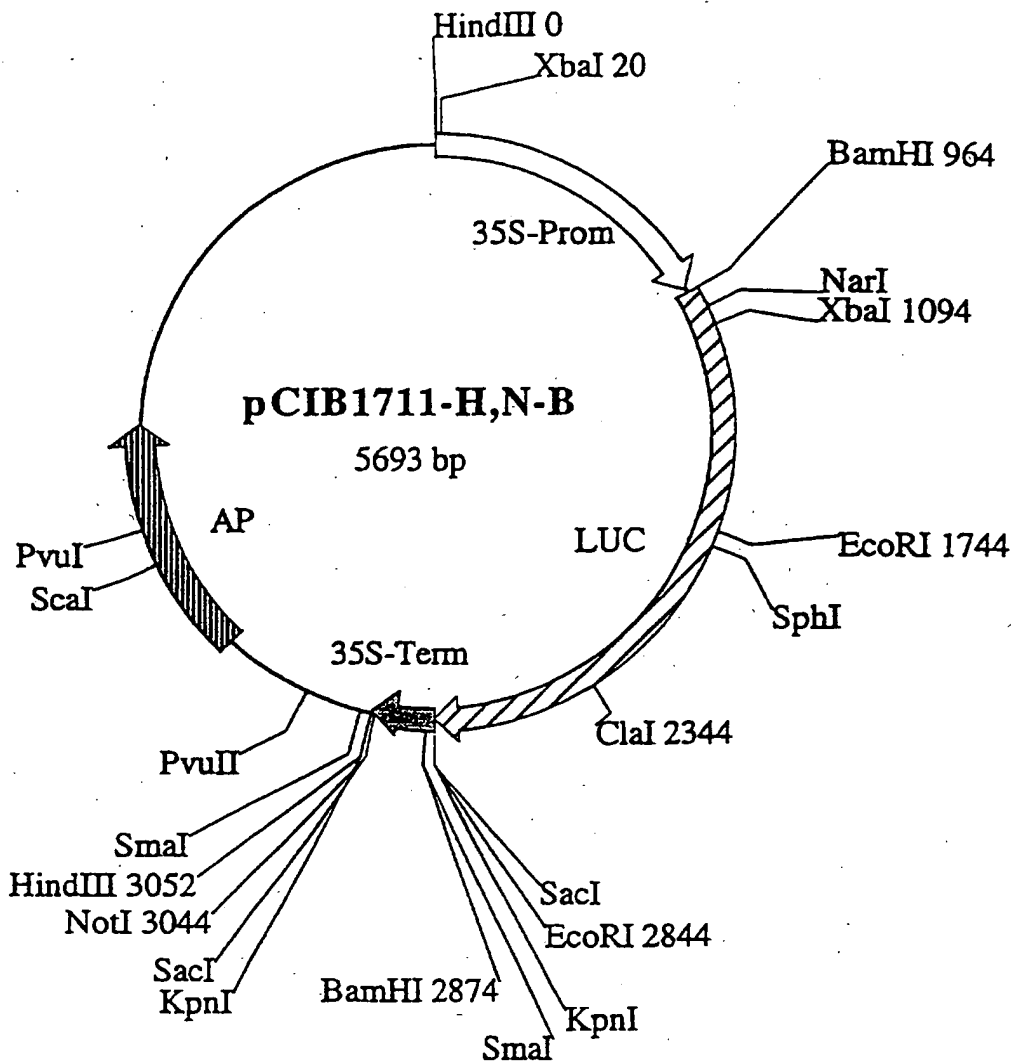 HindIII 0
XbaI 20
BamHI 964
35S-Prom
NarI
XbaI 1094
pCIB1711-H,N-B
5693 bp
AP
LUC
PvuI
ScaI
EcoRI 1744
SphI
35S-Term
ClaI 2344
PvuII
SmaI
HindIII 3052
NotI 3044
SacI
KpnI
SacI
EcoRI 2844
BamHI 2874
KpnI
SmaI